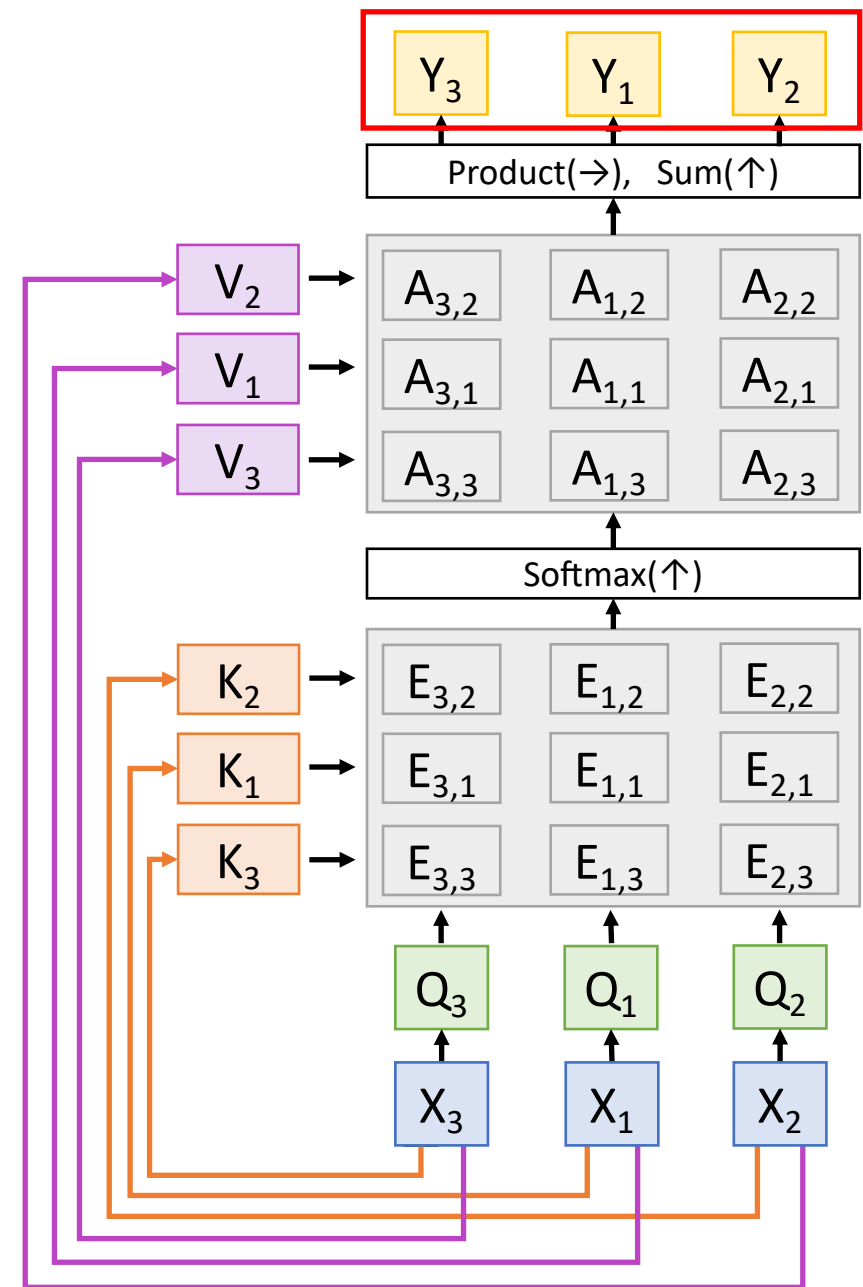 Y₃ Y₁ Y₂
Product(→), Sum(↑)
V₂ A₃,₂ A₁,₂ A₂,₂
V₁ A₃,₁ A₁,₁ A₂,₁
V₃ A₃,₃ A₁,₃ A₂,₃
Softmax(↑)
K₂ E₃,₂ E₁,₂ E₂,₂
K₁ E₃,₁ E₁,₁ E₂,₁
K₃ E₃,₃ E₁,₃ E₂,₃
Q₃ Q₁ Q₂
X₃ X₁ X₂